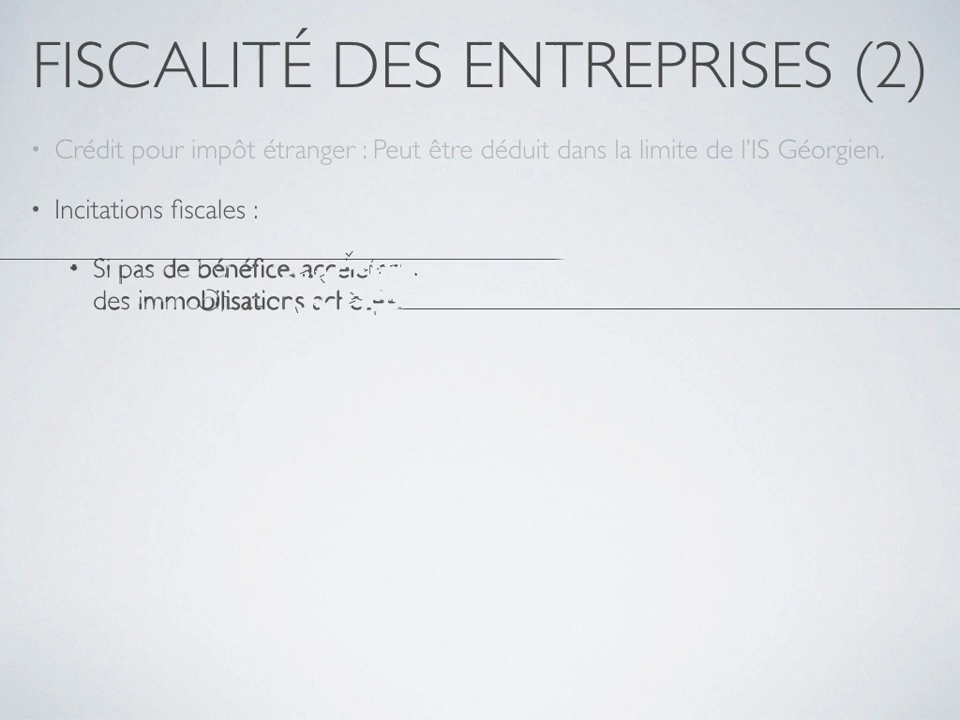 FISCALITÉ DES ENTREPRISES (2)
• Crédit pour impôt étranger : Peut être déduit dans la limite de l'IS Géorgien.
• Incitations fiscales :
• Si pas de bénéfice,
des immobilisations